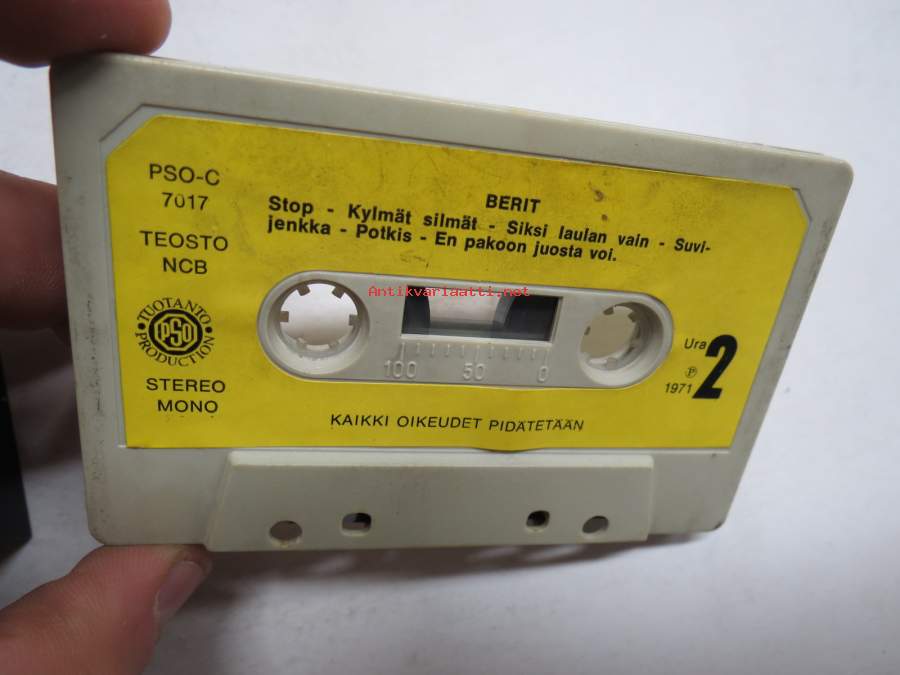 BERIT
Stop - Kylmät silmät - Siksi laulan vain - Suvi-
jenkka - Potkis - En pakoon juosta voi.
PSO-C
7017
TEOSTO
NCB
TUOTANTO
PSO
PRODUCTION
STEREO
MONO
Antikvariaatti.net
100 50 0
Ura 2
℗
1971
KAIKKI OIKEUDET PIDÄTETÄÄN